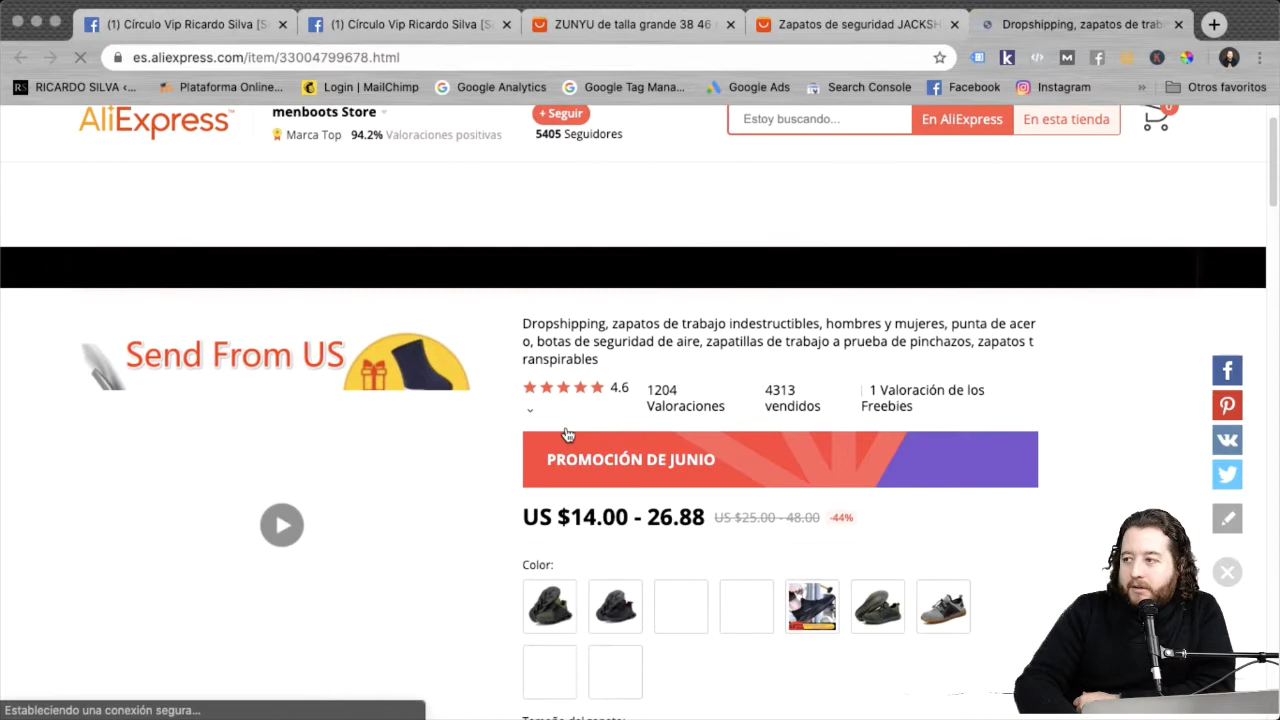 (1) Círculo Vip Ricardo Silva [S
(1) Círculo Vip Ricardo Silva [S
ZUNYU de talla grande 38 46
Zapatos de seguridad JACKSH
Dropshipping, zapatos de trab
es.aliexpress.com/item/33004799678.html
RS RICARDO SILVA ‹...
Plataforma Online...
Login | MailChimp
Google Analytics
Google Tag Mana...
Google Ads
Search Console
Facebook
Instagram
»
Otros favoritos
AliExpress™
menboots Store
Marca Top 94.2% Valoraciones positivas
+ Seguir
5405 Seguidores
Estoy buscando...
En AliExpress
En esta tienda
0
Send From US
Dropshipping, zapatos de trabajo indestructibles, hombres y mujeres, punta de acer
o, botas de seguridad de aire, zapatillas de trabajo a prueba de pinchazos, zapatos t
ranspirables
4.6
1204
Valoraciones
4313
vendidos
1 Valoración de los
Freebies
PROMOCIÓN DE JUNIO
US $14.00 - 26.88 US $25.00 - 48.00 -44%
Color:
Estableciendo una conexión segura...